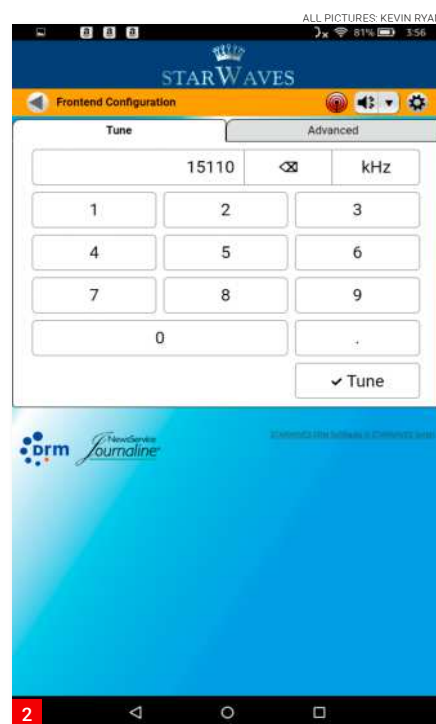 ALL PICTURES: KEVIN RYAN
81% 3:56
STARWAVES
Frontend Configuration
Tune Advanced
15110 kHz
1 2 3
4 5 6
7 8 9
0 .
✓ Tune
DRM NewsService
Journaline®
2